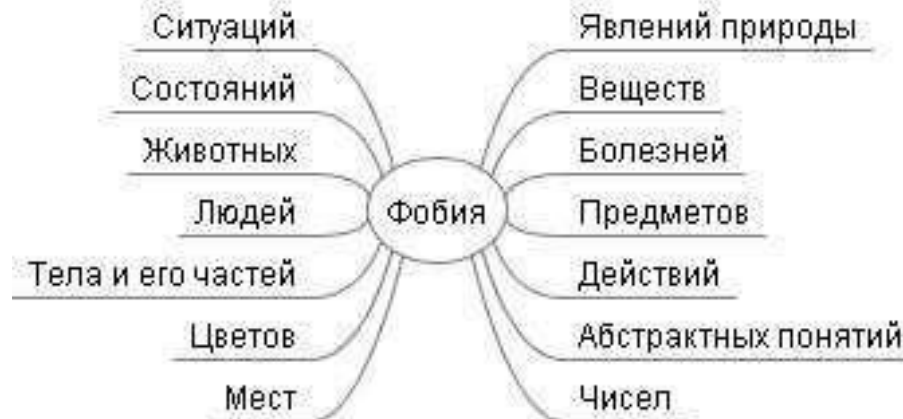 Ситуаций
Состояний
Животных
Людей
Тела и его частей
Цветов
Мест
Фобия
Явлений природы
Веществ
Болезней
Предметов
Действий
Абстрактных понятий
Чисел